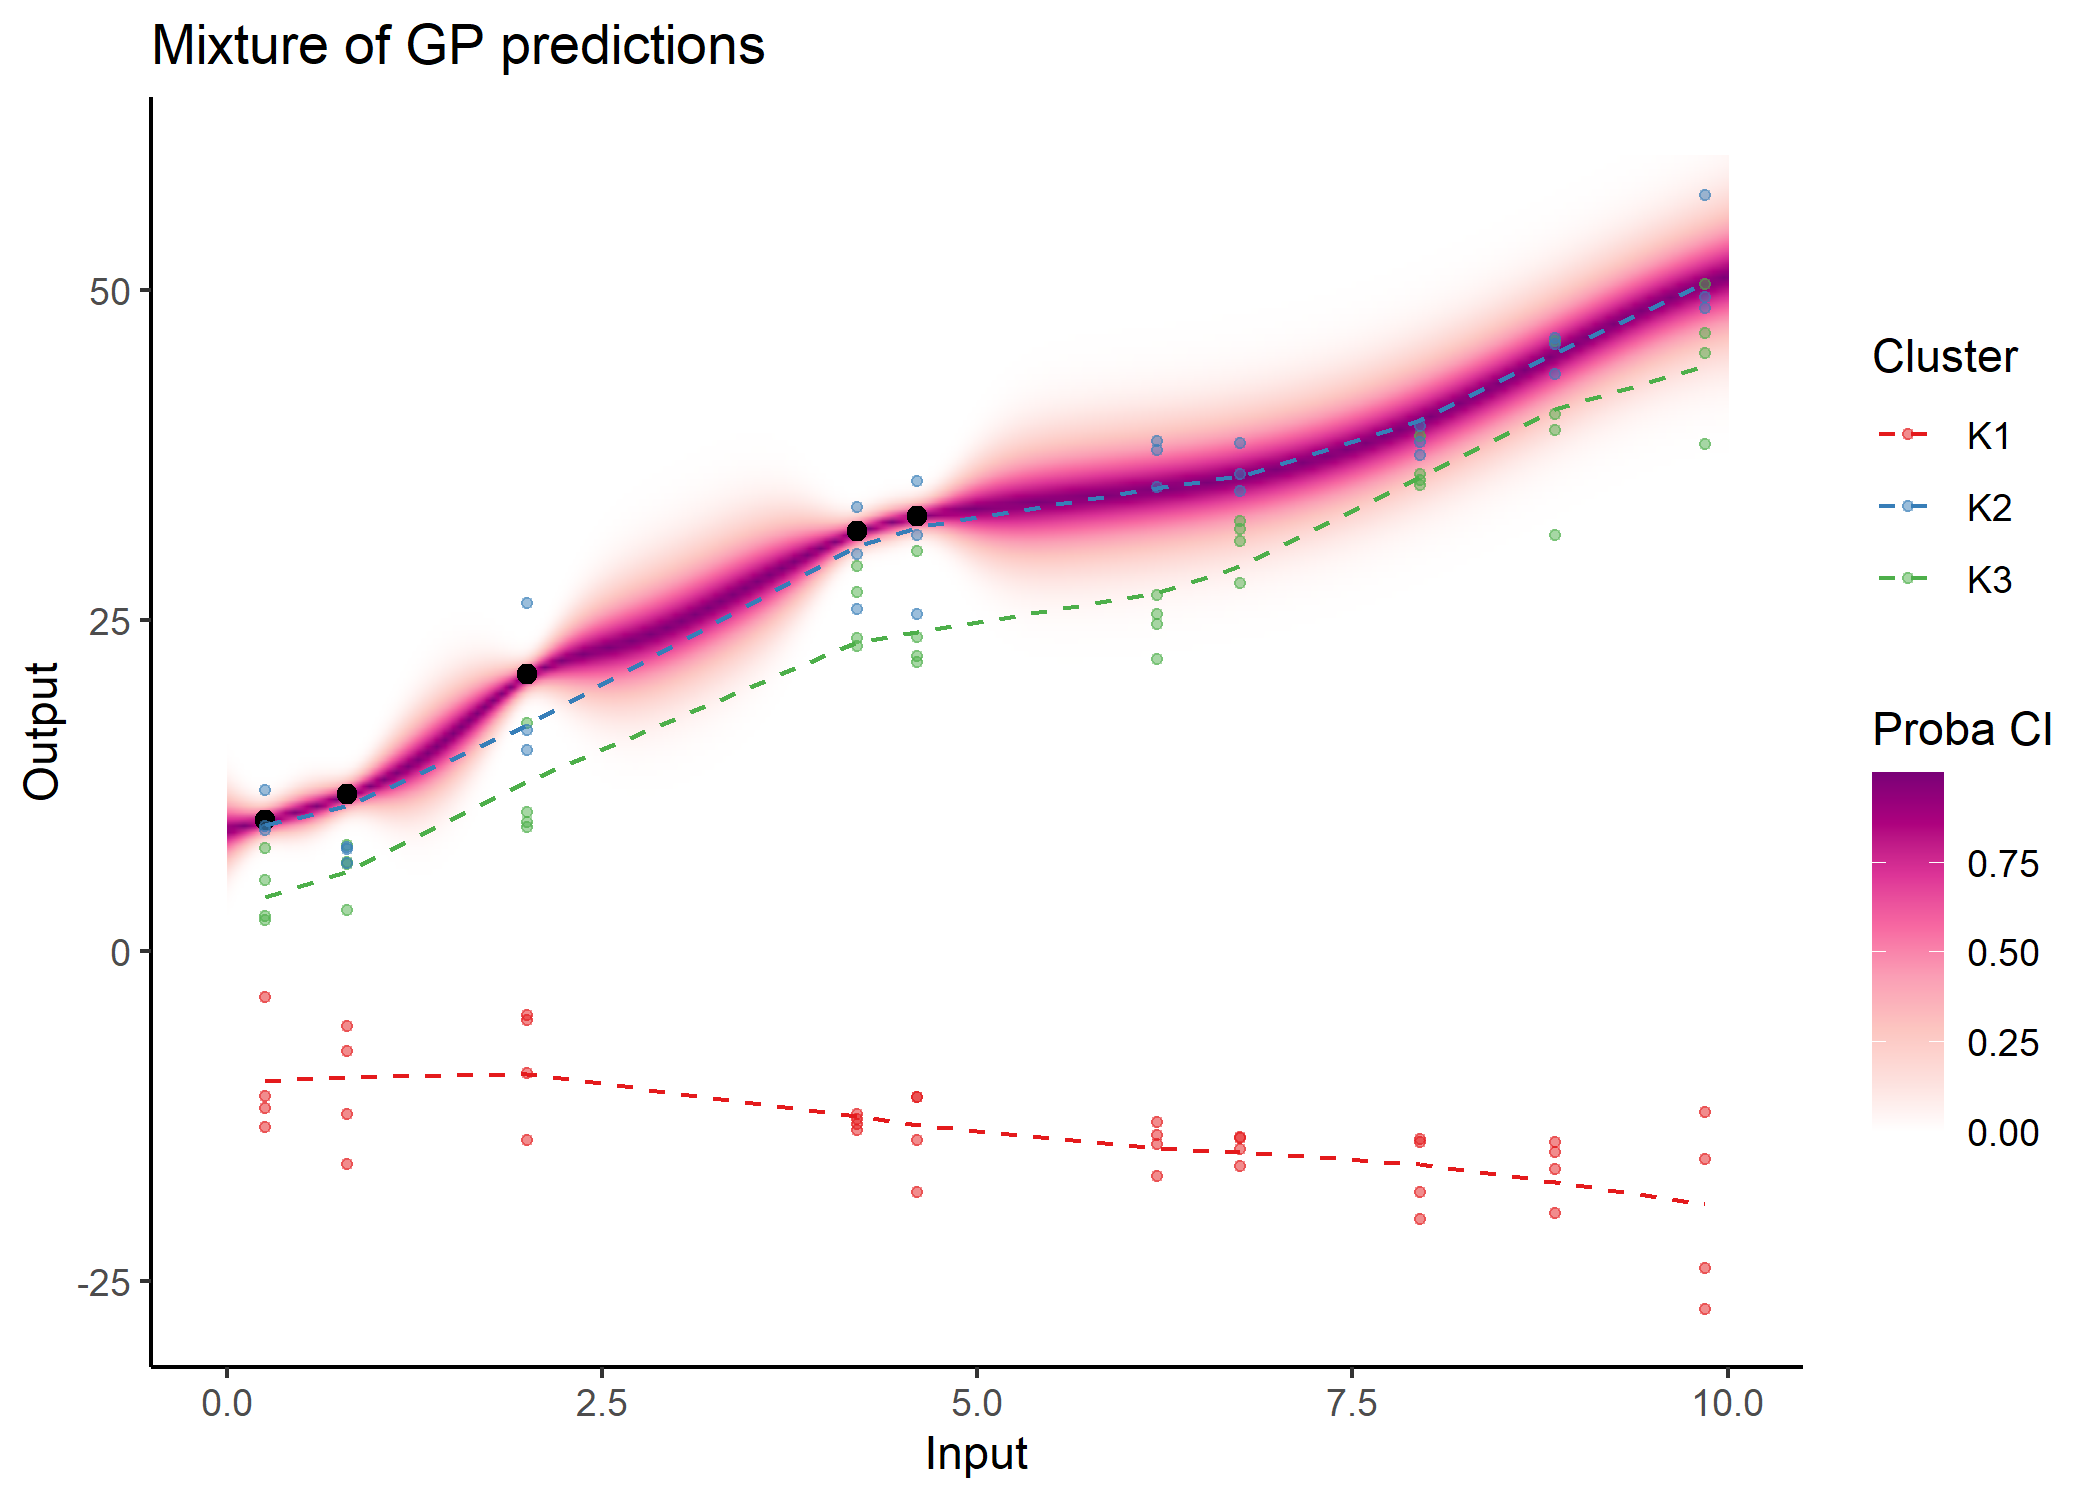 Mixture of GP predictions
Output
50
25
0
-25
0.0 2.5 5.0 7.5 10.0
Input
Cluster
K1
K2
K3
Proba CI
0.75
0.50
0.25
0.00